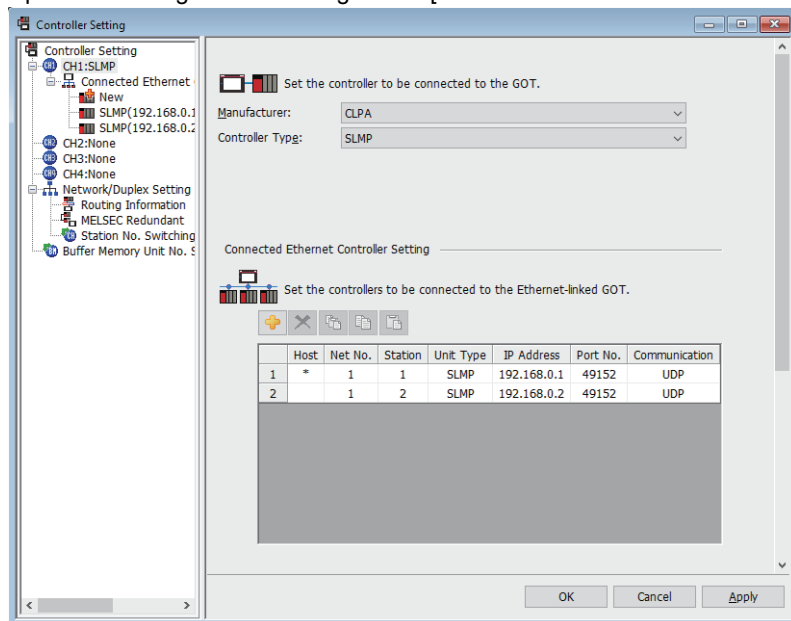 Controller Setting
Controller Setting
CH1:SLMP
Connected Ethernet
New
SLMP(192.168.0.1
SLMP(192.168.0.2
CH2:None
CH3:None
CH4:None
Network/Duplex Setting
Routing Information
MELSEC Redundant
Station No. Switching
Buffer Memory Unit No. S
Set the controller to be connected to the GOT.
Manufacturer: CLPA
Controller Type: SLMP
Connected Ethernet Controller Setting
Set the controllers to be connected to the Ethernet-linked GOT.
Host Net No. Station Unit Type IP Address Port No. Communication
1 * 1 1 SLMP 192.168.0.1 49152 UDP
2 1 2 SLMP 192.168.0.2 49152 UDP
OK Cancel Apply